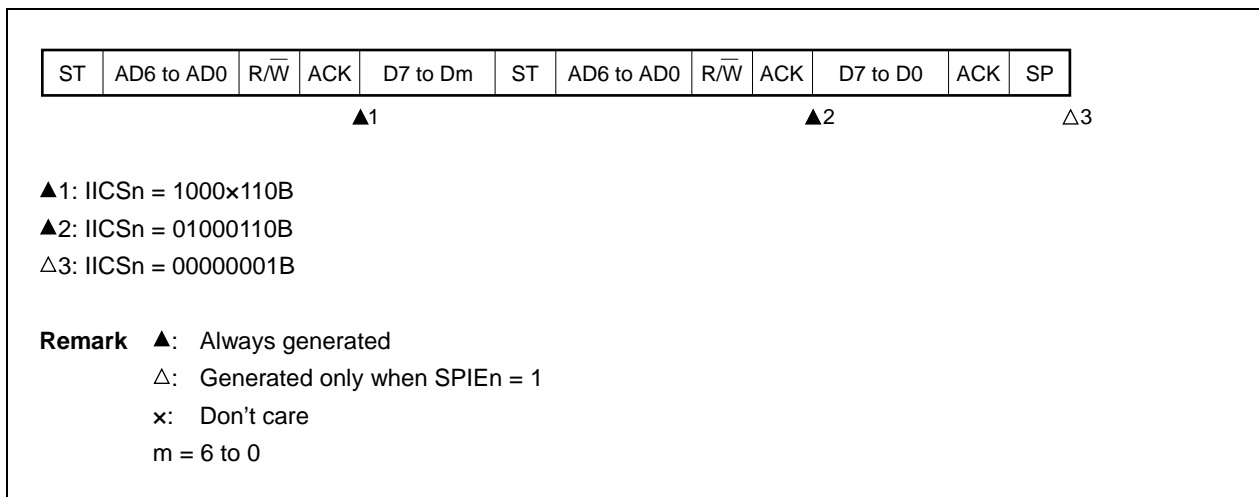 ST AD6 to AD0 R/W̅ ACK D7 to Dm ST AD6 to AD0 R/W̅ ACK D7 to D0 ACK SP
▲1 ▲2 △3
▲1: IICSn = 1000×110B
▲2: IICSn = 01000110B
△3: IICSn = 00000001B
Remark ▲: Always generated
△: Generated only when SPIEn = 1
×: Don't care
m = 6 to 0